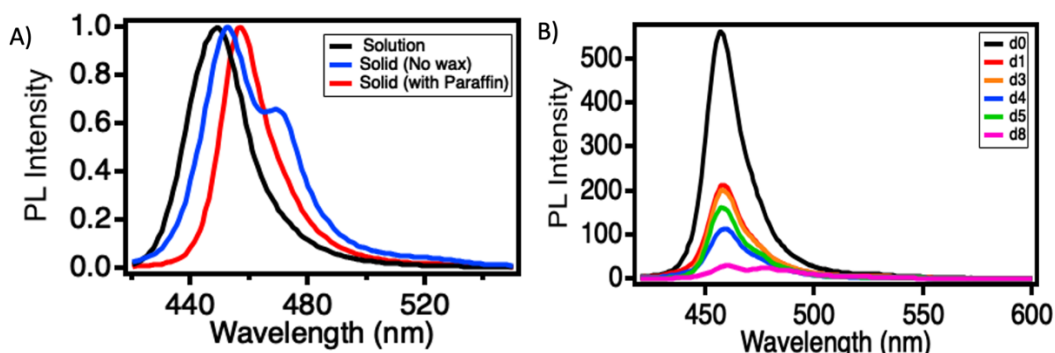 A)
PL Intensity
1.0
0.8
0.6
0.4
0.2
0.0
440
480
520
Wavelength (nm)
Solution
Solid (No wax)
Solid (with Paraffin)
B)
PL Intensity
500
400
300
200
100
0
450
500
550
600
Wavelength (nm)
d0
d1
d3
d4
d5
d8